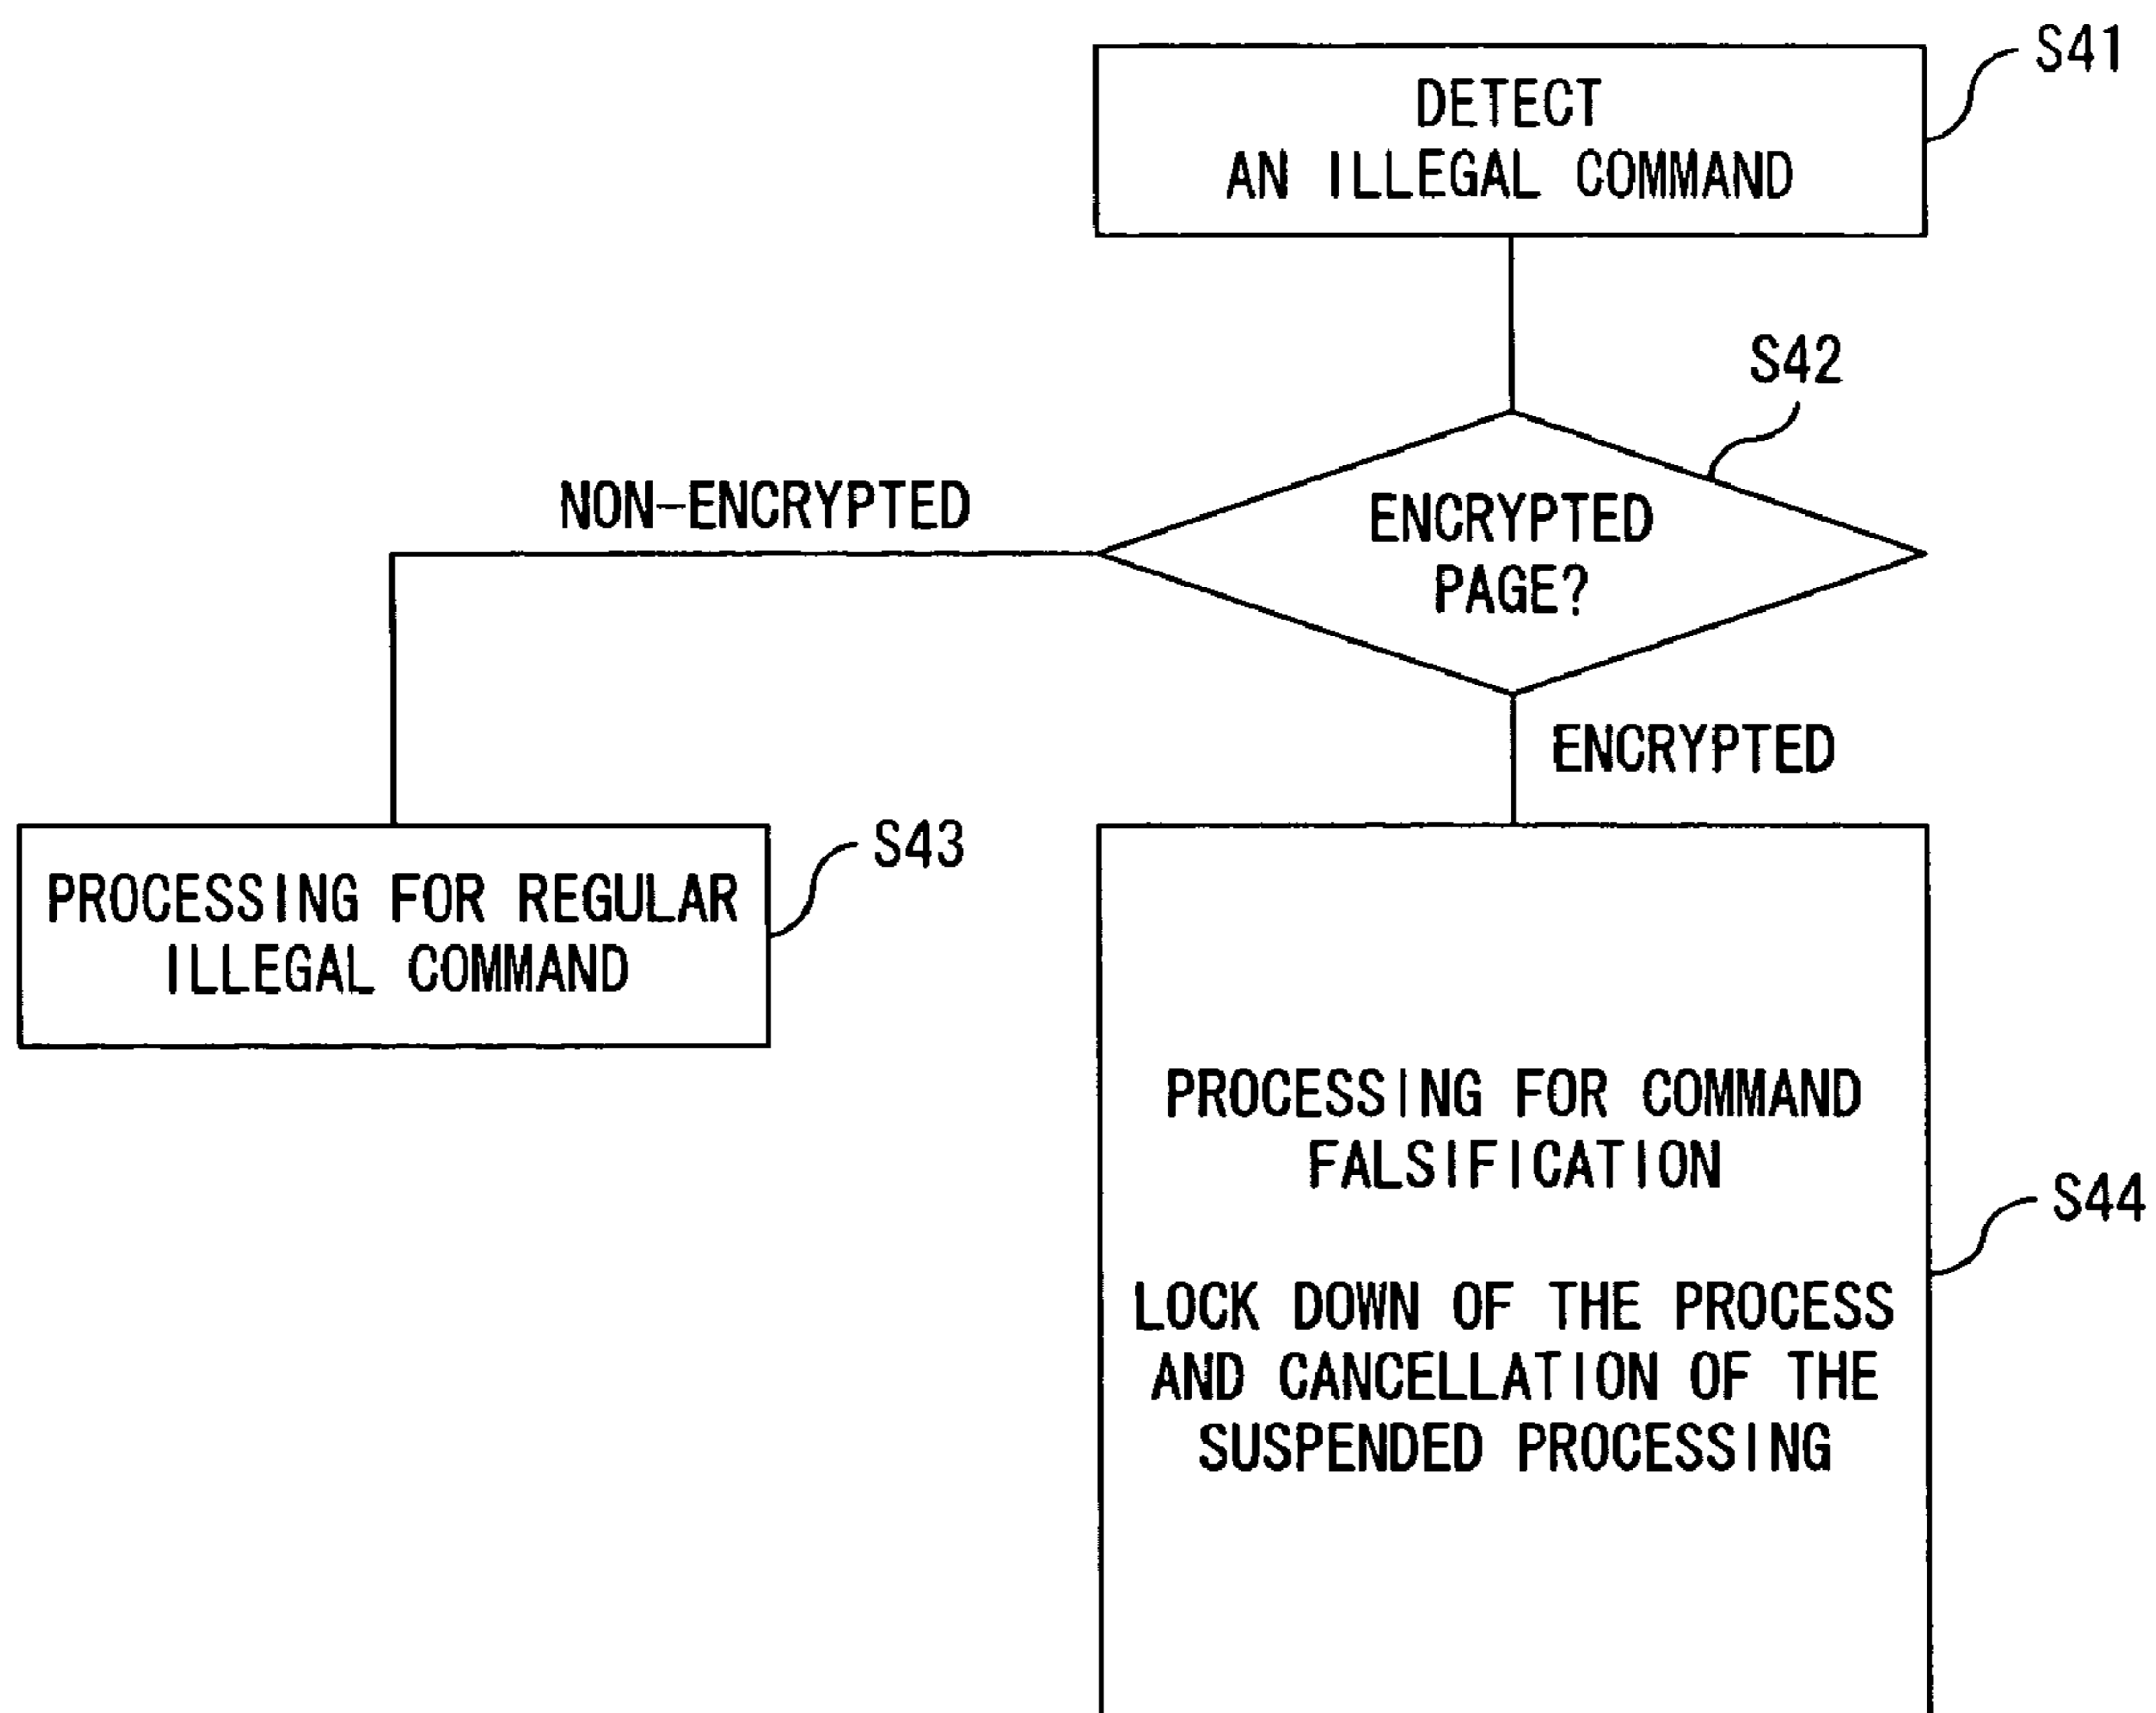 S41
DETECT
AN ILLEGAL COMMAND
S42
NON-ENCRYPTED
ENCRYPTED
PAGE?
ENCRYPTED
S43
PROCESSING FOR REGULAR
ILLEGAL COMMAND
PROCESSING FOR COMMAND
FALSIFICATION
S44
LOCK DOWN OF THE PROCESS
AND CANCELLATION OF THE
SUSPENDED PROCESSING